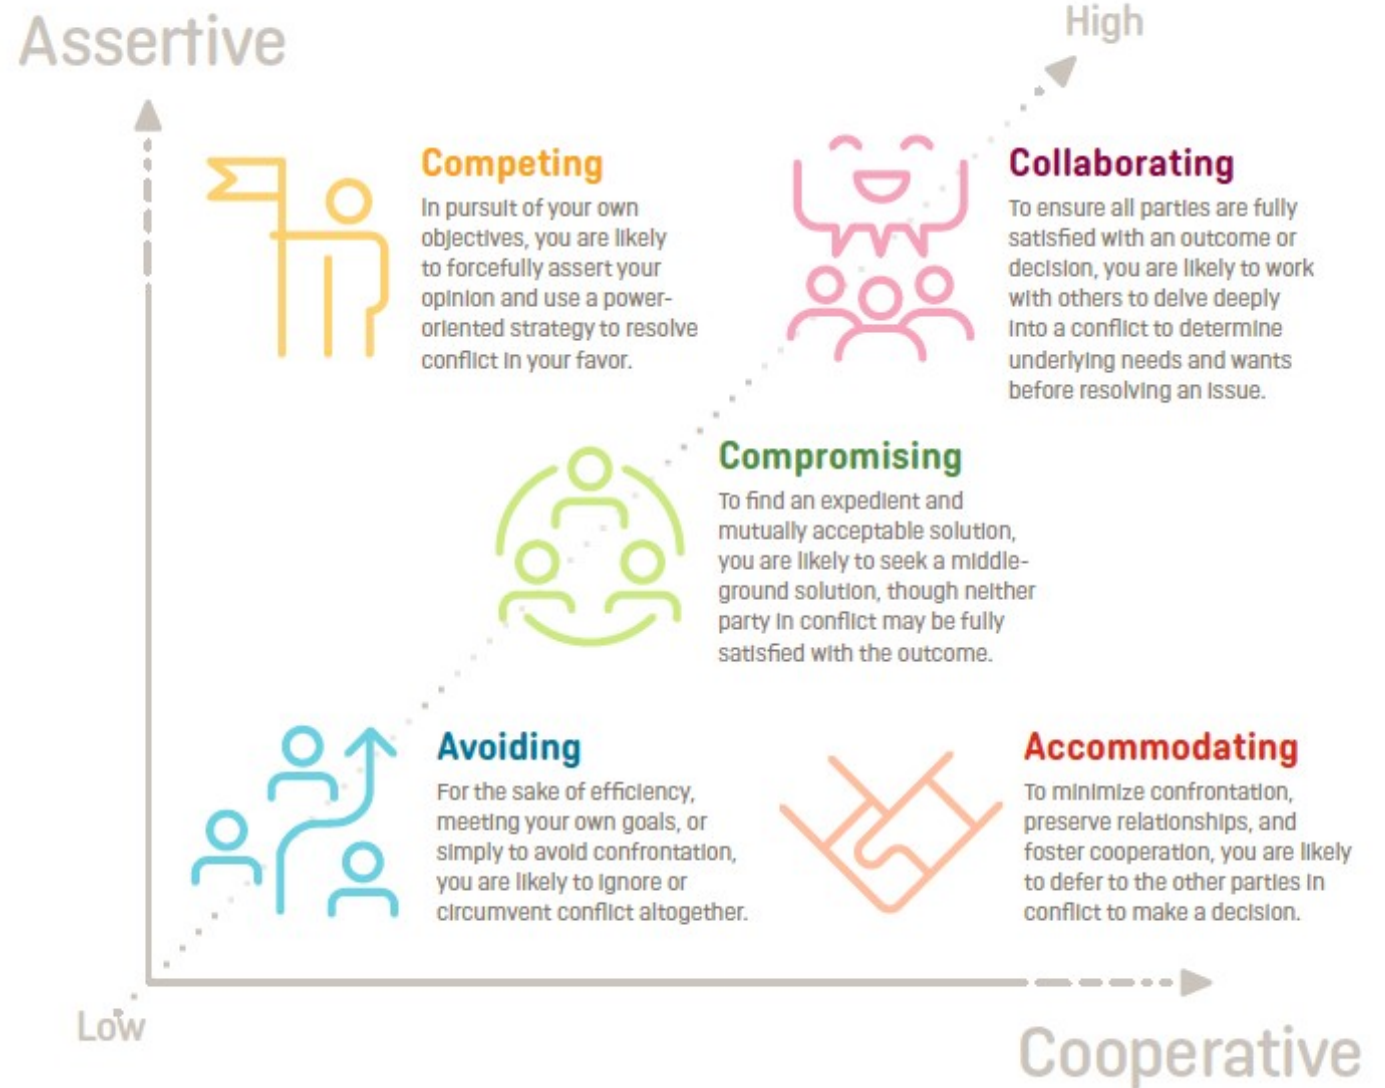 Assertive
High
Competing
In pursuit of your own
objectives, you are likely
to forcefully assert your
opinion and use a power-
oriented strategy to resolve
conflict in your favor.
Collaborating
To ensure all parties are fully
satisfied with an outcome or
decision, you are likely to work
with others to delve deeply
into a conflict to determine
underlying needs and wants
before resolving an issue.
Compromising
To find an expedient and
mutually acceptable solution,
you are likely to seek a middle-
ground solution, though neither
party in conflict may be fully
satisfied with the outcome.
Avoiding
For the sake of efficiency,
meeting your own goals, or
simply to avoid confrontation,
you are likely to ignore or
circumvent conflict altogether.
Accommodating
To minimize confrontation,
preserve relationships, and
foster cooperation, you are likely
to defer to the other parties in
conflict to make a decision.
Low
Cooperative